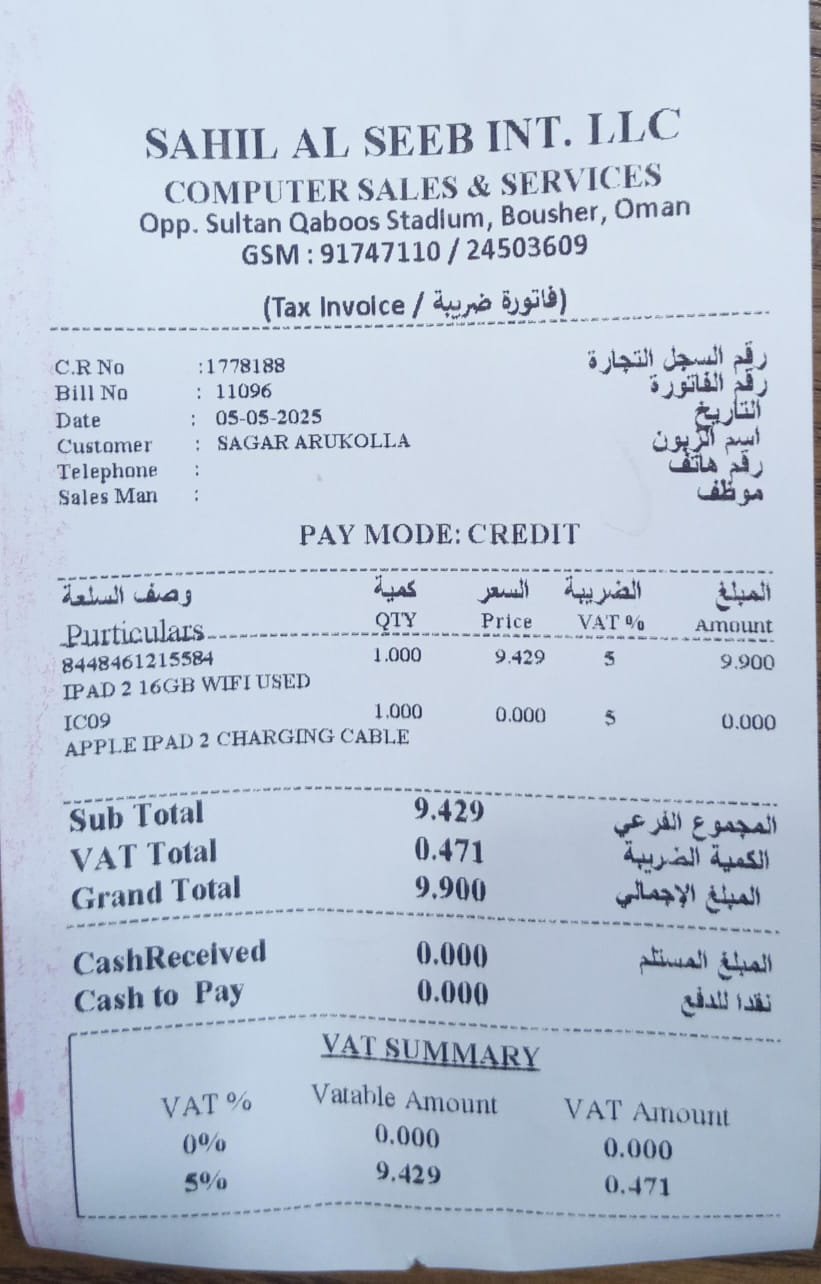 SAHIL AL SEEB INT. LLC
COMPUTER SALES & SERVICES
Opp. Sultan Qaboos Stadium, Bousher, Oman
GSM : 91747110 / 24503609
(Tax Invoice / فاتورة ضريبة)
C.R No :1778188 رقم السجل التجارة
Bill No : 11096 رقم الفاتورة
Date : 05-05-2025 التاريخ
Customer : SAGAR ARUKOLLA اسم الزبون
Telephone : رقم هاتف
Sales Man : موظف
PAY MODE: CREDIT
وصف السلعة كمية السعر الضريبة المبلغ
Purticulars QTY Price VAT % Amount
8448461215584 1.000 9.429 5 9.900
IPAD 2 16GB WIFI USED
IC09 1.000 0.000 5 0.000
APPLE IPAD 2 CHARGING CABLE
Sub Total 9.429 المجموع الفرعي
VAT Total 0.471 الكمية الضريبة
Grand Total 9.900 المبلغ الإجمالي
CashReceived 0.000 المبلغ المستلم
Cash to Pay 0.000 نقدا للدفع
VAT SUMMARY
VAT % Vatable Amount VAT Amount
0% 0.000 0.000
5% 9.429 0.471